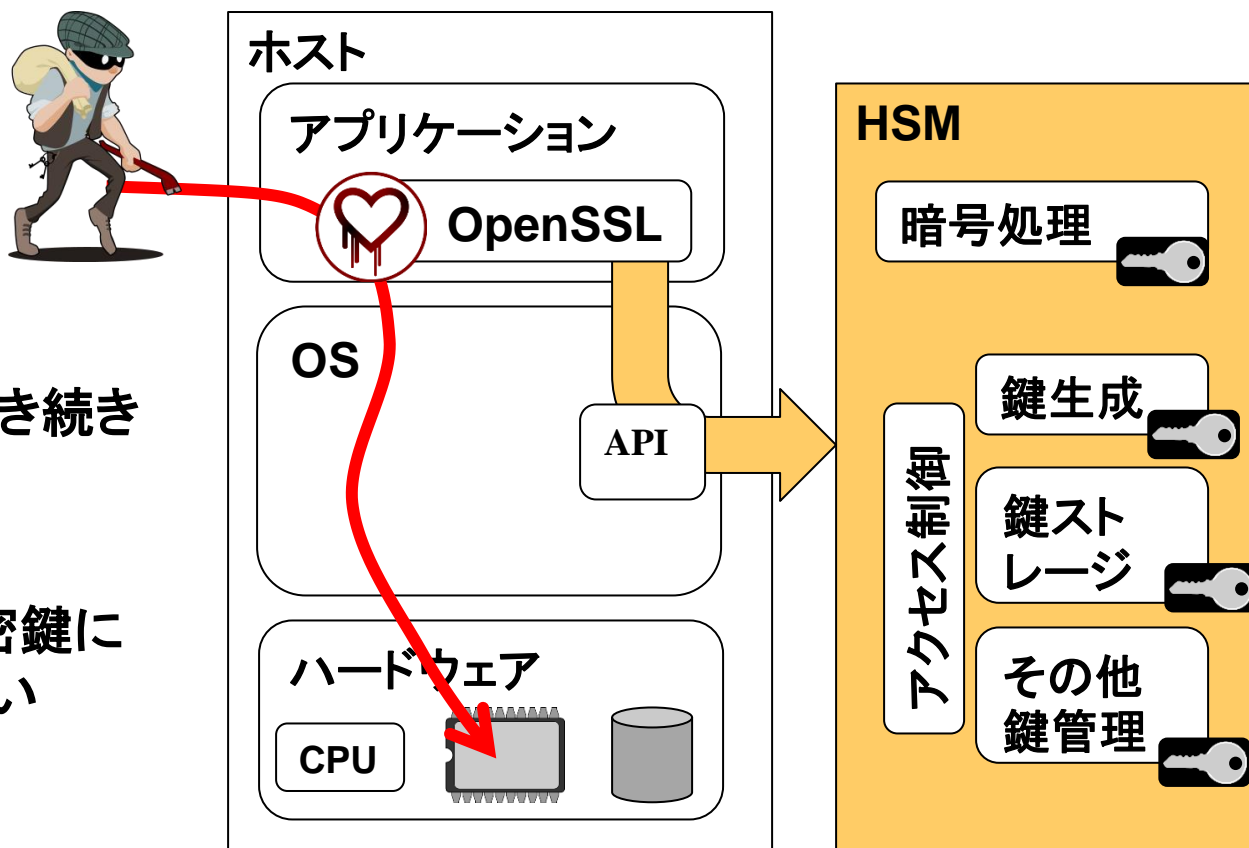 ホスト
アプリケーション
OpenSSL
OS
API
ハードウェア
CPU
き続き
密鍵に
い
HSM
暗号処理
アクセス制御
鍵生成
鍵スト
レージ
その他
鍵管理